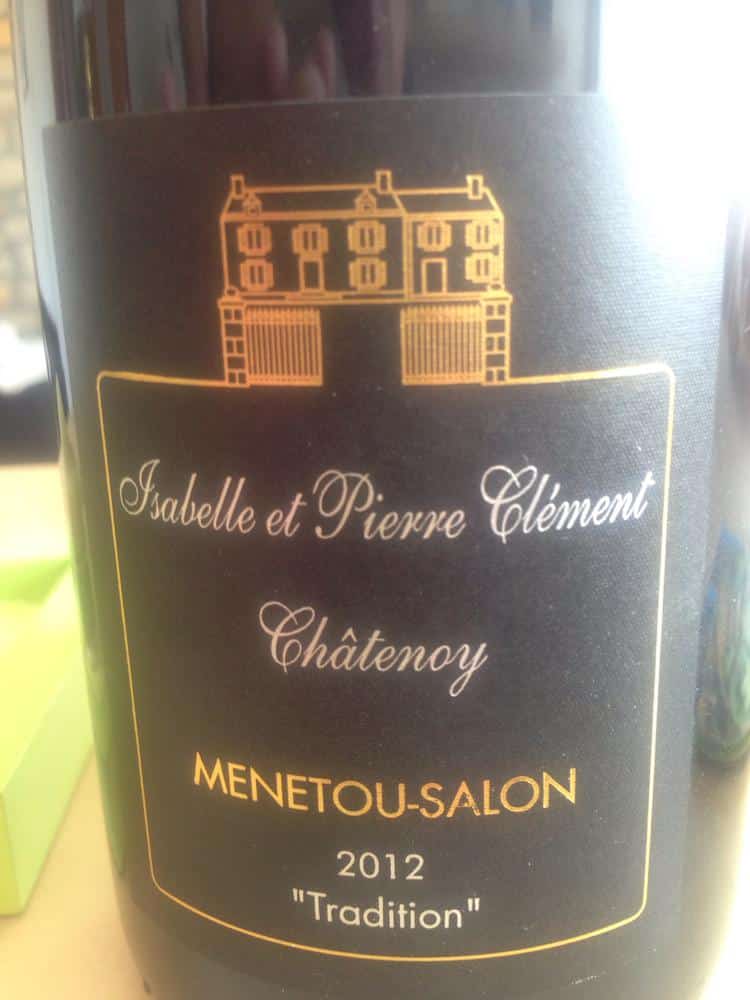 Isabelle et Pierre Clément
Châtenoy
MENETOU-SALON
2012
"Tradition"